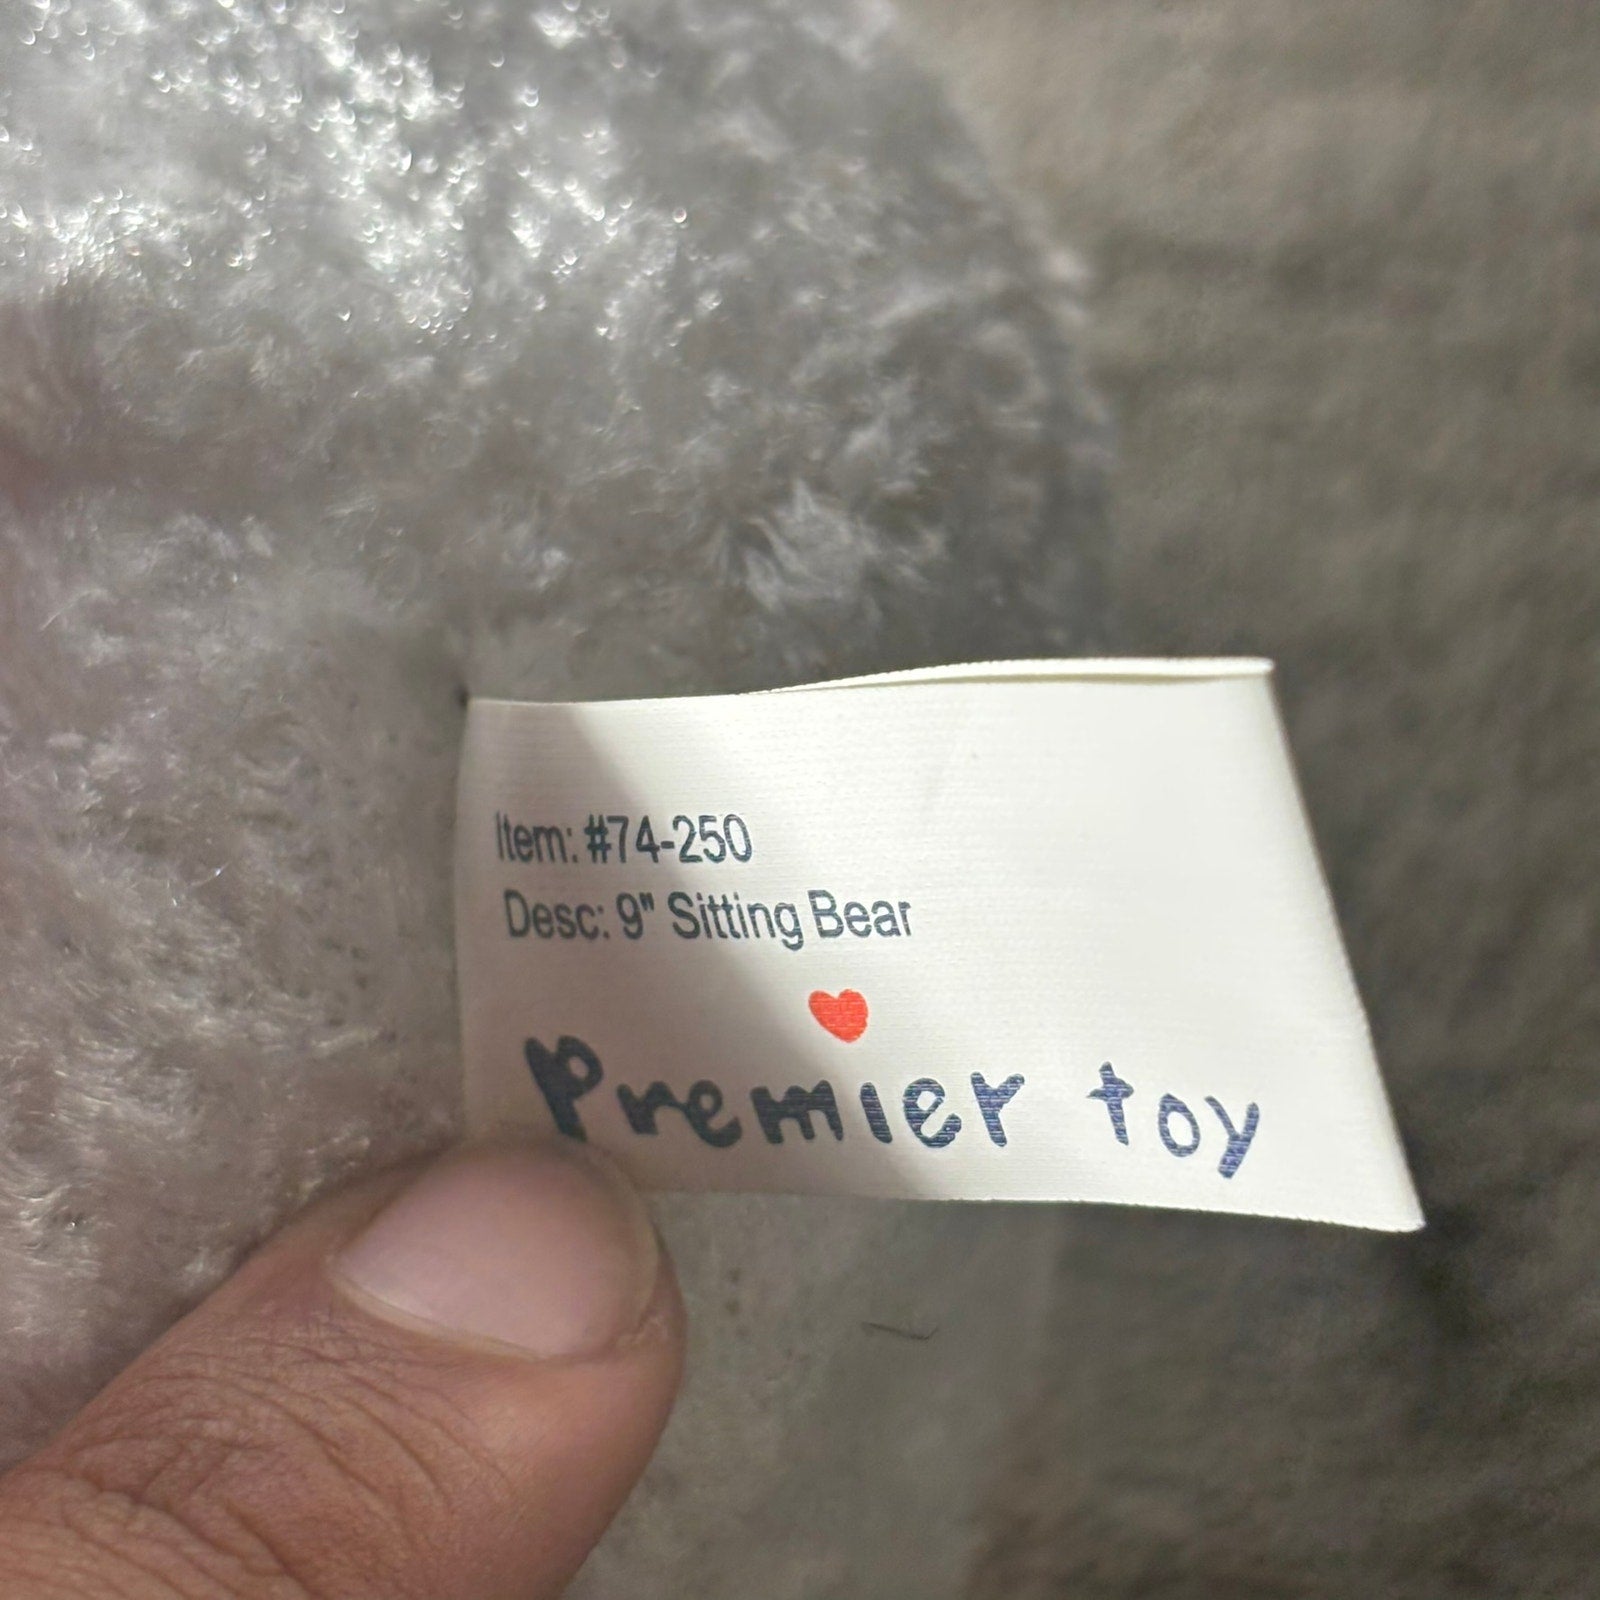 Item: #74-250
Desc: 9" Sitting Bear
Premier toy